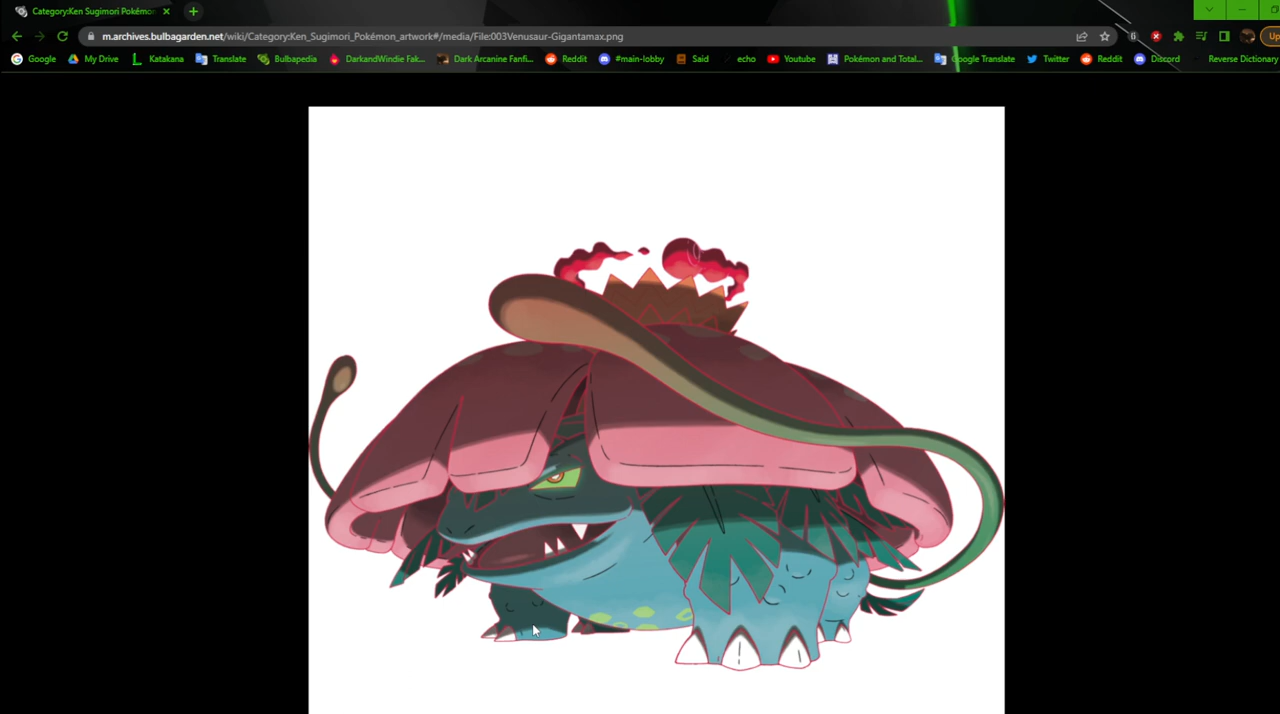 Category:Ken Sugimori Pokémon
m.archives.bulbagarden.net/wiki/Category:Ken_Sugimori_Pokémon_artwork#/media/File:003Venusaur-Gigantamax.png
Up
Google My Drive Katakana Translate Bulbapedia DarkandWindie Fak... Dark Arcanine Fanfi... Reddit #main-lobby Said echo Youtube Pokémon and Total... Google Translate Twitter Reddit Discord Reverse Dictionary